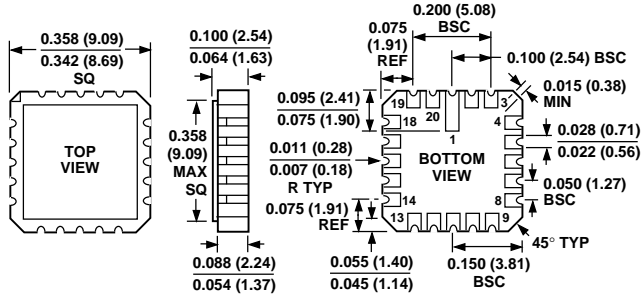 0.358 (9.09)
0.342 (8.69)
SQ
0.100 (2.54)
0.064 (1.63)
0.075
(1.91)
REF
0.200 (5.08)
BSC
0.100 (2.54) BSC
0.015 (0.38)
MIN
TOP
VIEW
0.358
(9.09)
MAX
SQ
0.088 (2.24)
0.054 (1.37)
0.095 (2.41)
0.075 (1.90)
0.011 (0.28)
0.007 (0.18)
R TYP
0.075 (1.91)
REF
0.055 (1.40)
0.045 (1.14)
19
20
3
18
4
1
BOTTOM
VIEW
14
8
13
9
0.028 (0.71)
0.022 (0.56)
0.050 (1.27)
BSC
45° TYP
0.150 (3.81)
BSC